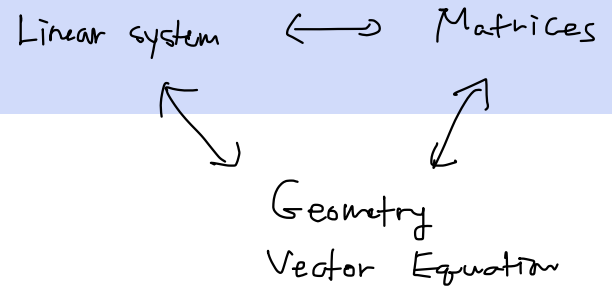 Linear system
Matrices
Geometry
Vector Equation